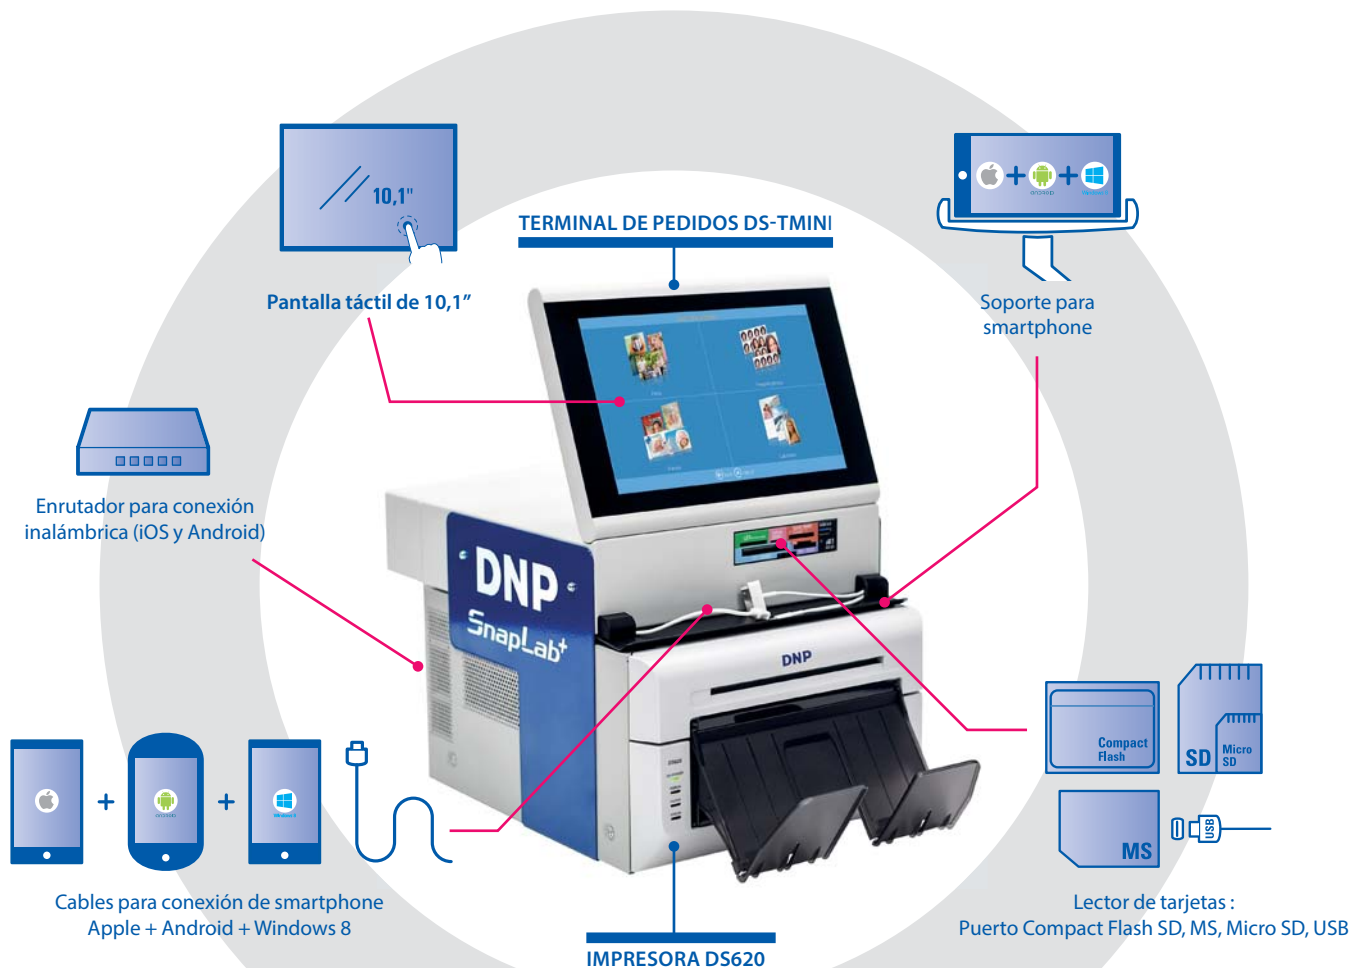 10,1"
TERMINAL DE PEDIDOS DS-TMINI
Pantalla táctil de 10,1”
Soporte para
smartphone
Enrutador para conexión
inalámbrica (iOS y Android)
DNP
SnapLab+
DNP
Compact
Flash
SD
Micro
SD
MS
USB
Windows 8
Cables para conexión de smartphone
Apple + Android + Windows 8
Lector de tarjetas :
Puerto Compact Flash SD, MS, Micro SD, USB
IMPRESORA DS620